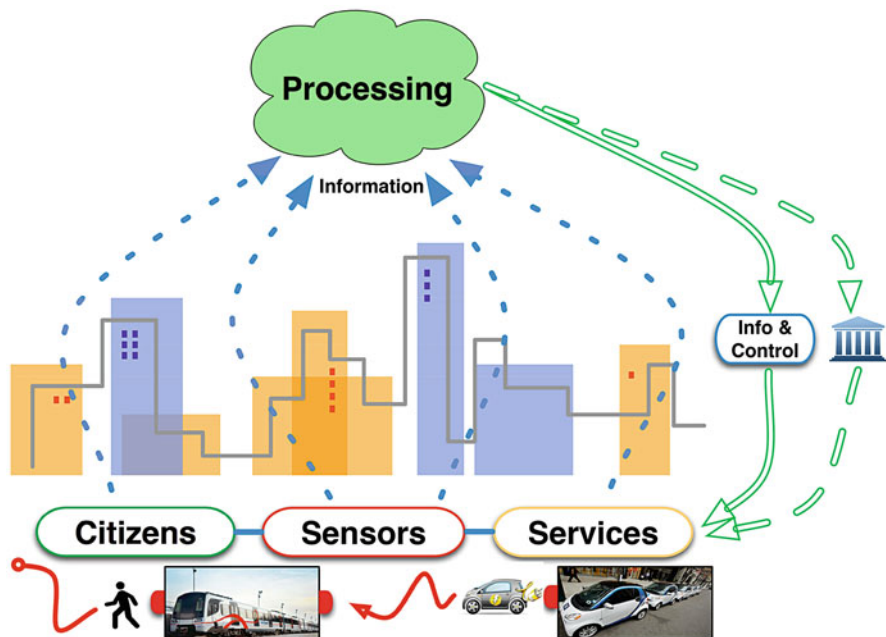 Processing
Information
Info &
Control
Citizens
Sensors
Services